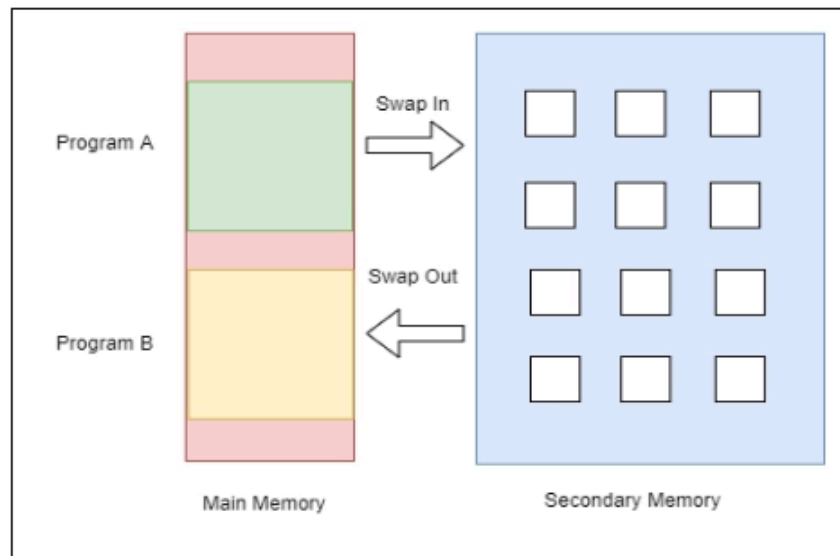 Swap In
Program A
Swap Out
Program B
Main Memory
Secondary Memory